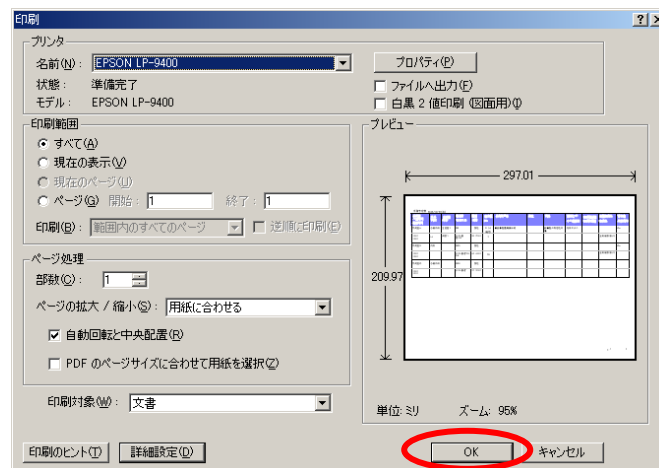 印刷
プリンタ
名前(N): EPSON LP-9400
プロパティ(P)
状態: 準備完了
ファイルへ出力(F)
モデル: EPSON LP-9400
白黒 2 値印刷 (図面用)(I)
印刷範囲
すべて(A)
現在の表示(V)
現在のページ(U)
ページ(G) 開始: 1 終了: 1
印刷(B): 範囲内のすべてのページ 逆順に印刷(E)
プレビュー
297.01
209.97
単位: ミリ ズーム: 95%
ページ処理
部数(C): 1
ページの拡大 / 縮小(S): 用紙に合わせる
自動回転と中央配置(R)
PDF のページサイズに合わせて用紙を選択(Z)
印刷対象(W): 文書
印刷のヒント(T) 詳細設定(D) OK キャンセル